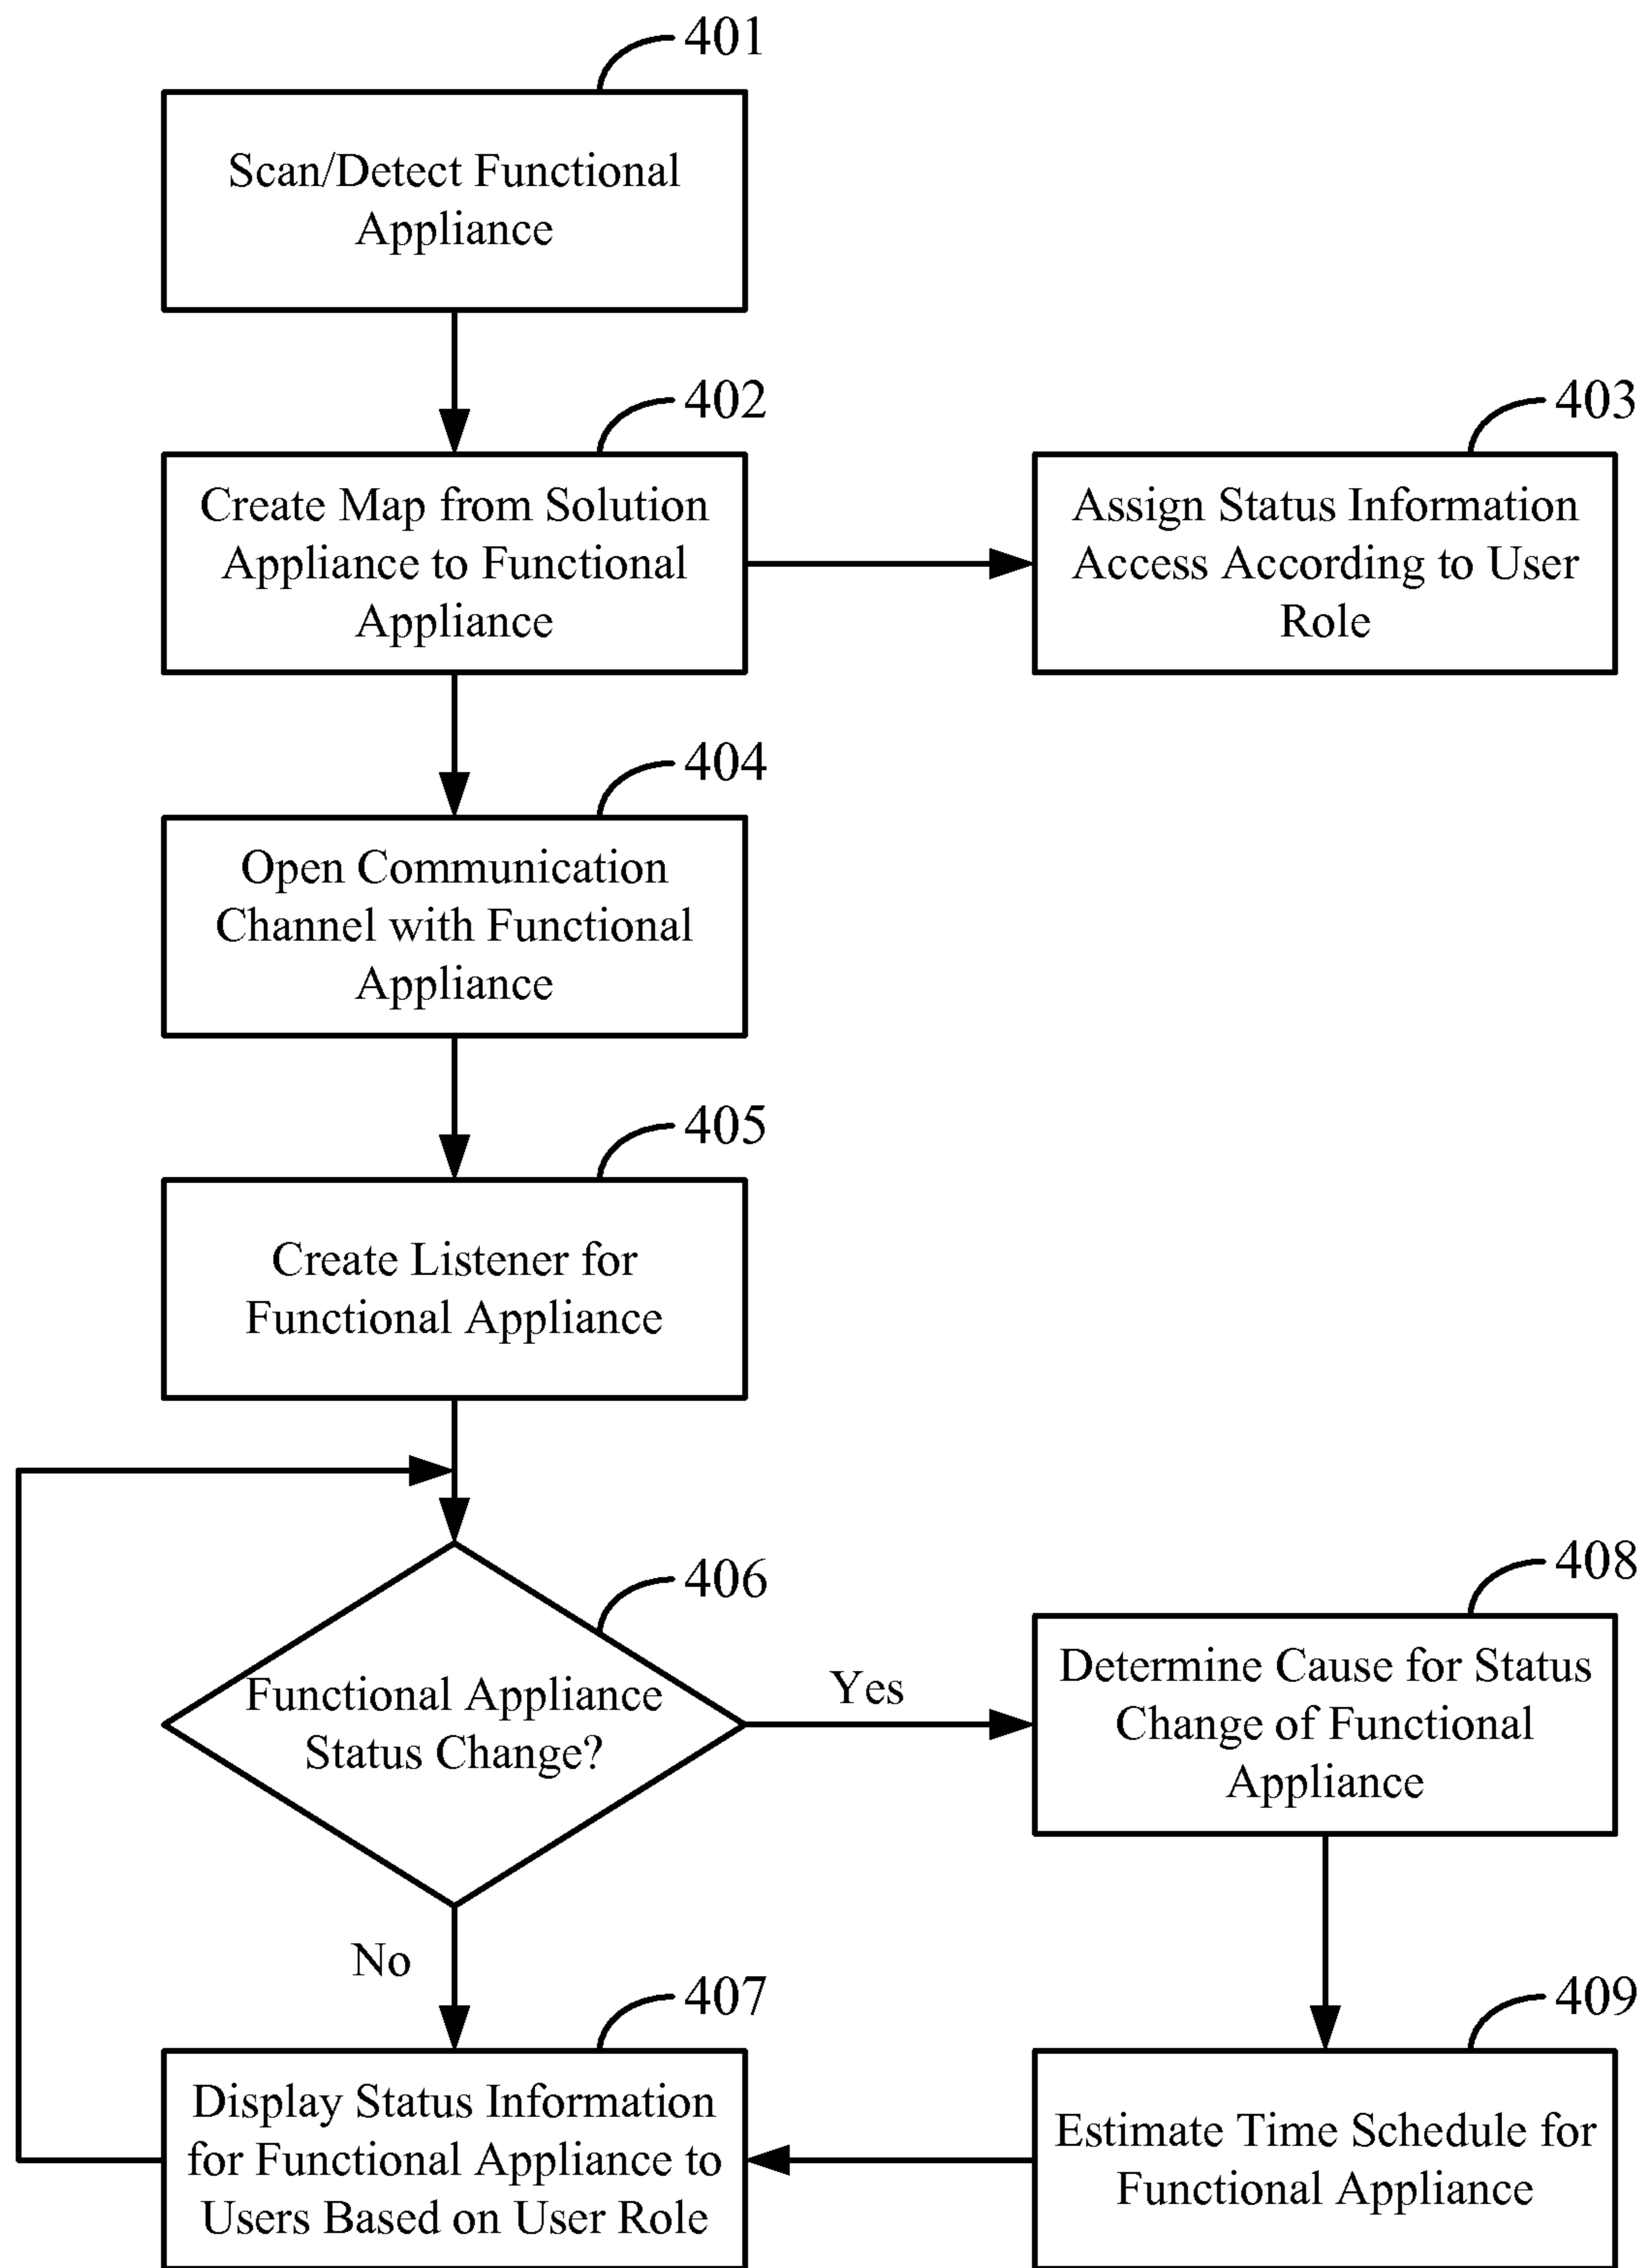 401
Scan/Detect Functional
Appliance
402
Create Map from Solution
Appliance to Functional
Appliance
403
Assign Status Information
Access According to User
Role
404
Open Communication
Channel with Functional
Appliance
405
Create Listener for
Functional Appliance
406
Functional Appliance
Status Change?
Yes
408
Determine Cause for Status
Change of Functional
Appliance
No
407
Display Status Information
for Functional Appliance to
Users Based on User Role
409
Estimate Time Schedule for
Functional Appliance